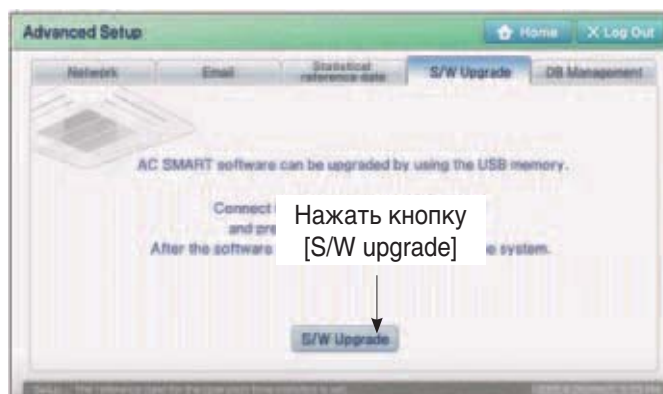 Advanced Setup
Home
X Log Out
Network
Email
Statistical
reference date
S/W Upgrade
DB Management
AC SMART software can be upgraded by using the USB memory.
Connect
and pre
After the software
e system.
Нажать кнопку
[S/W upgrade]
S/W Upgrade